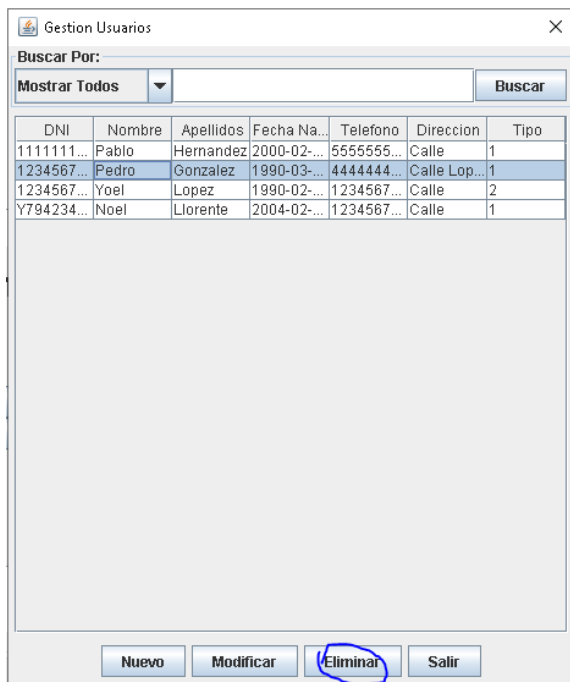 Gestion Usuarios
Buscar Por:
Mostrar Todos Buscar
DNI Nombre Apellidos Fecha Na... Telefono Direccion Tipo
1111111... Pablo Hernandez 2000-02-... 5555555... Calle 1
1234567... Pedro Gonzalez 1990-03-... 4444444... Calle Lop... 1
1234567... Yoel Lopez 1990-02-... 1234567... Calle 2
Y794234... Noel Llorente 2004-02-... 1234567... Calle 1
Nuevo Modificar Eliminar Salir